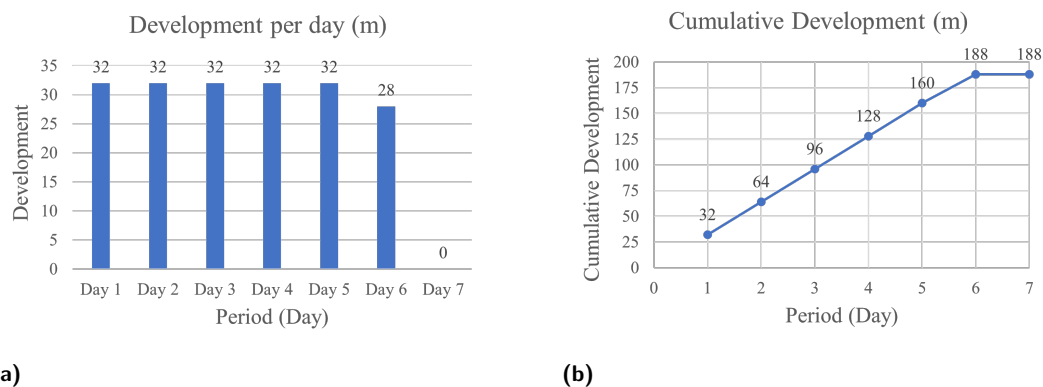 Development per day (m)
Development
35
30
25
20
15
10
5
0
32
32
32
32
32
28
0
Day 1
Day 2
Day 3
Day 4
Day 5
Day 6
Day 7
Period (Day)
a)
Cumulative Development (m)
Cumulative Development
200
175
150
125
100
75
50
25
0
32
64
96
128
160
188
188
0
1
2
3
4
5
6
7
Period (Day)
(b)